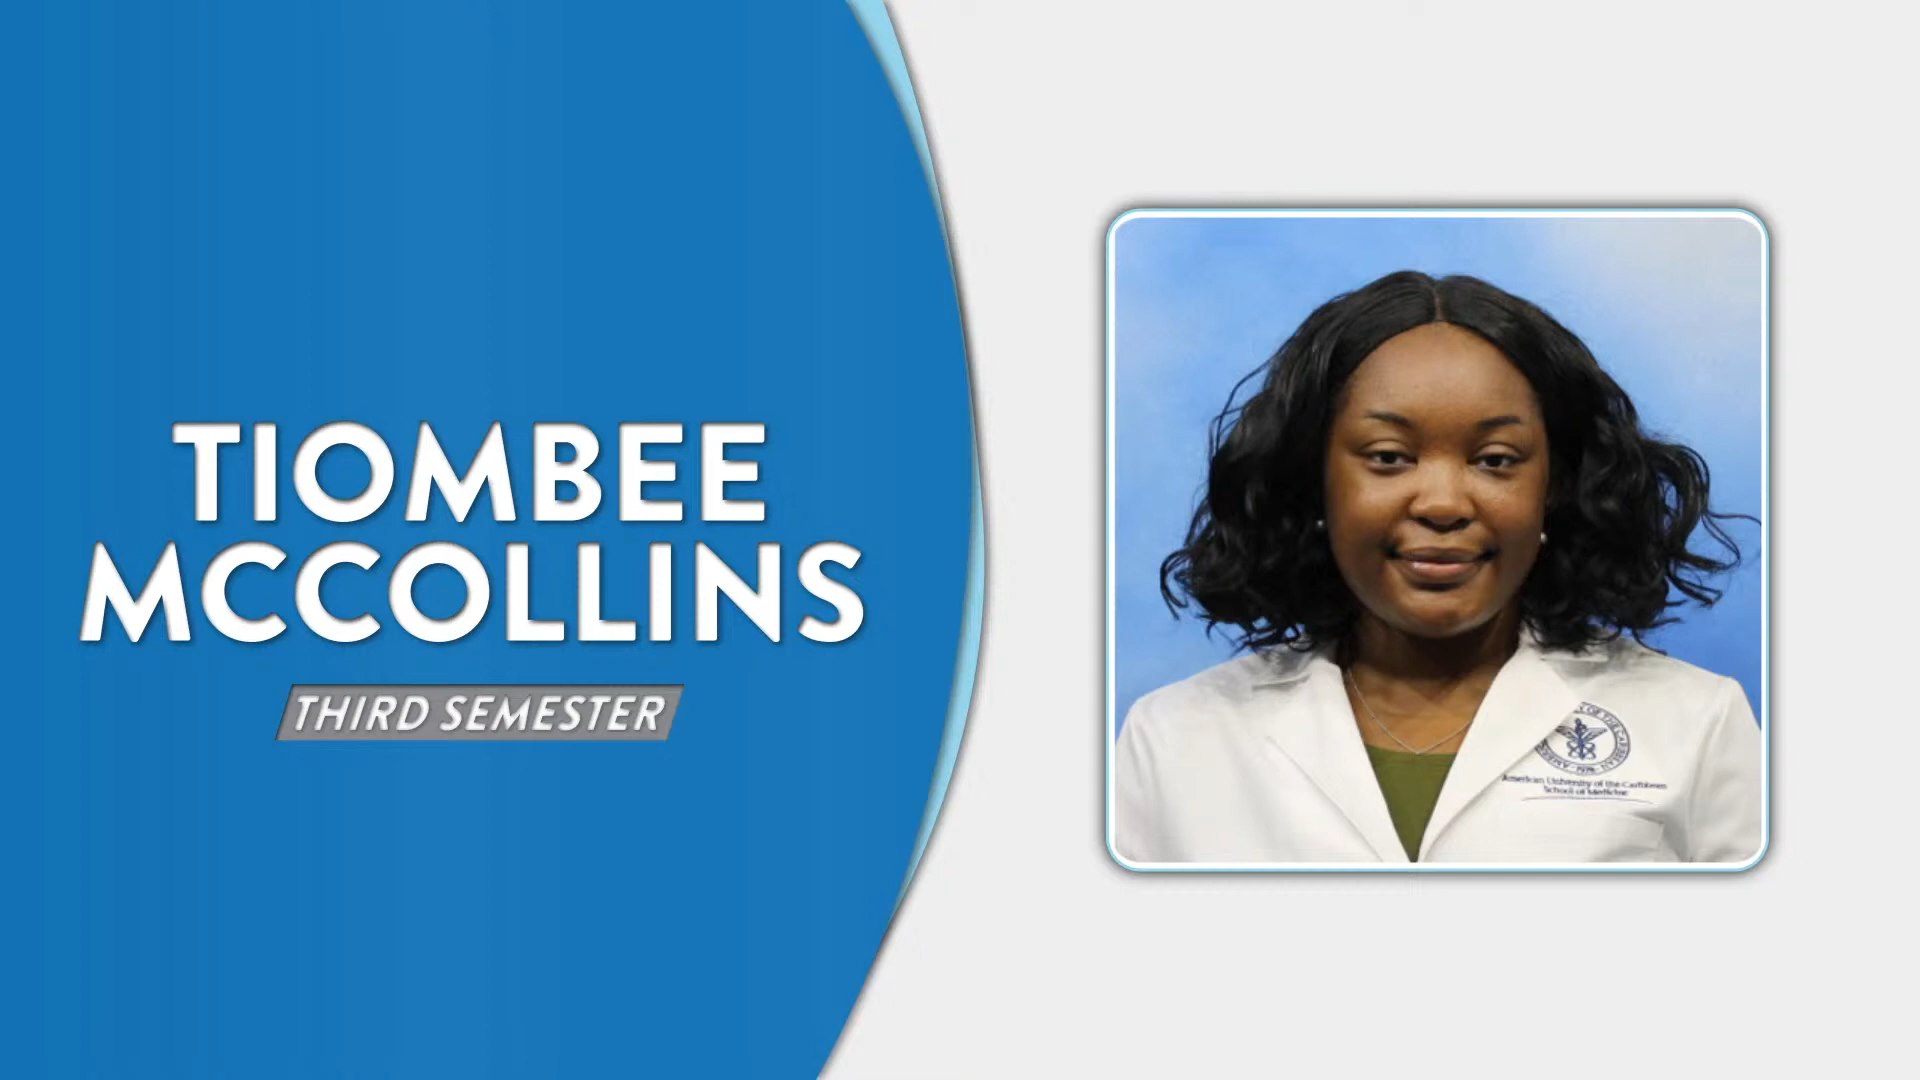 TIOMBEE
MCCOLLINS
THIRD SEMESTER
American University of the Caribbean
School of Medicine